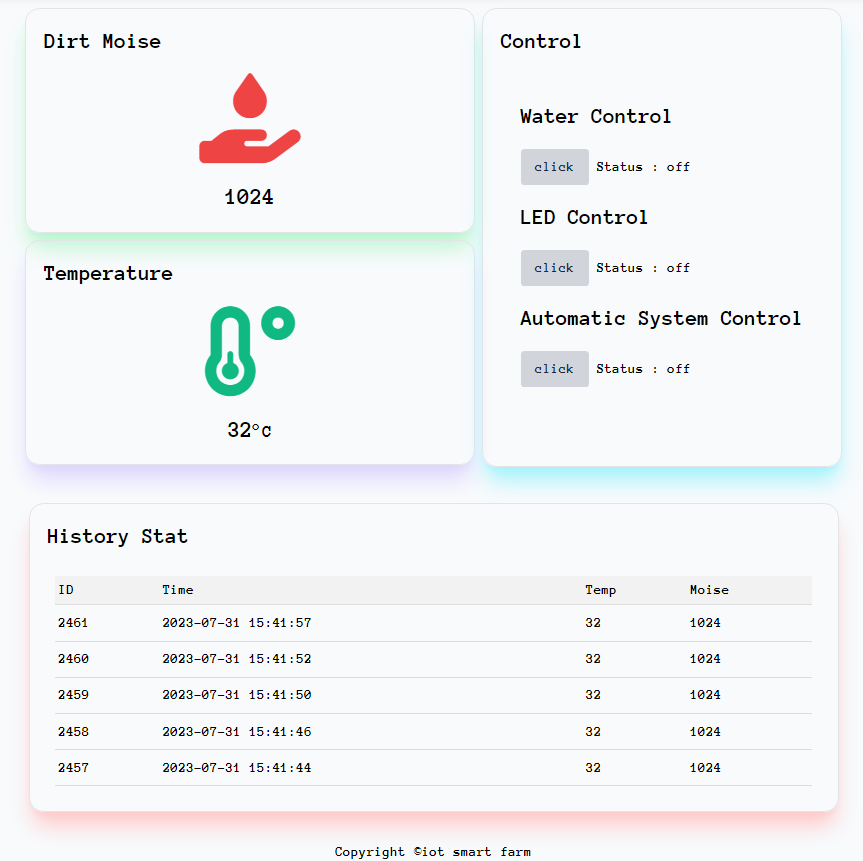 Dirt Moise
1024
Temperature
32°c
Control
Water Control
click Status : off
LED Control
click Status : off
Automatic System Control
click Status : off
History Stat
ID Time Temp Moise
2461 2023-07-31 15:41:57 32 1024
2460 2023-07-31 15:41:52 32 1024
2459 2023-07-31 15:41:50 32 1024
2458 2023-07-31 15:41:46 32 1024
2457 2023-07-31 15:41:44 32 1024
Copyright ©iot smart farm